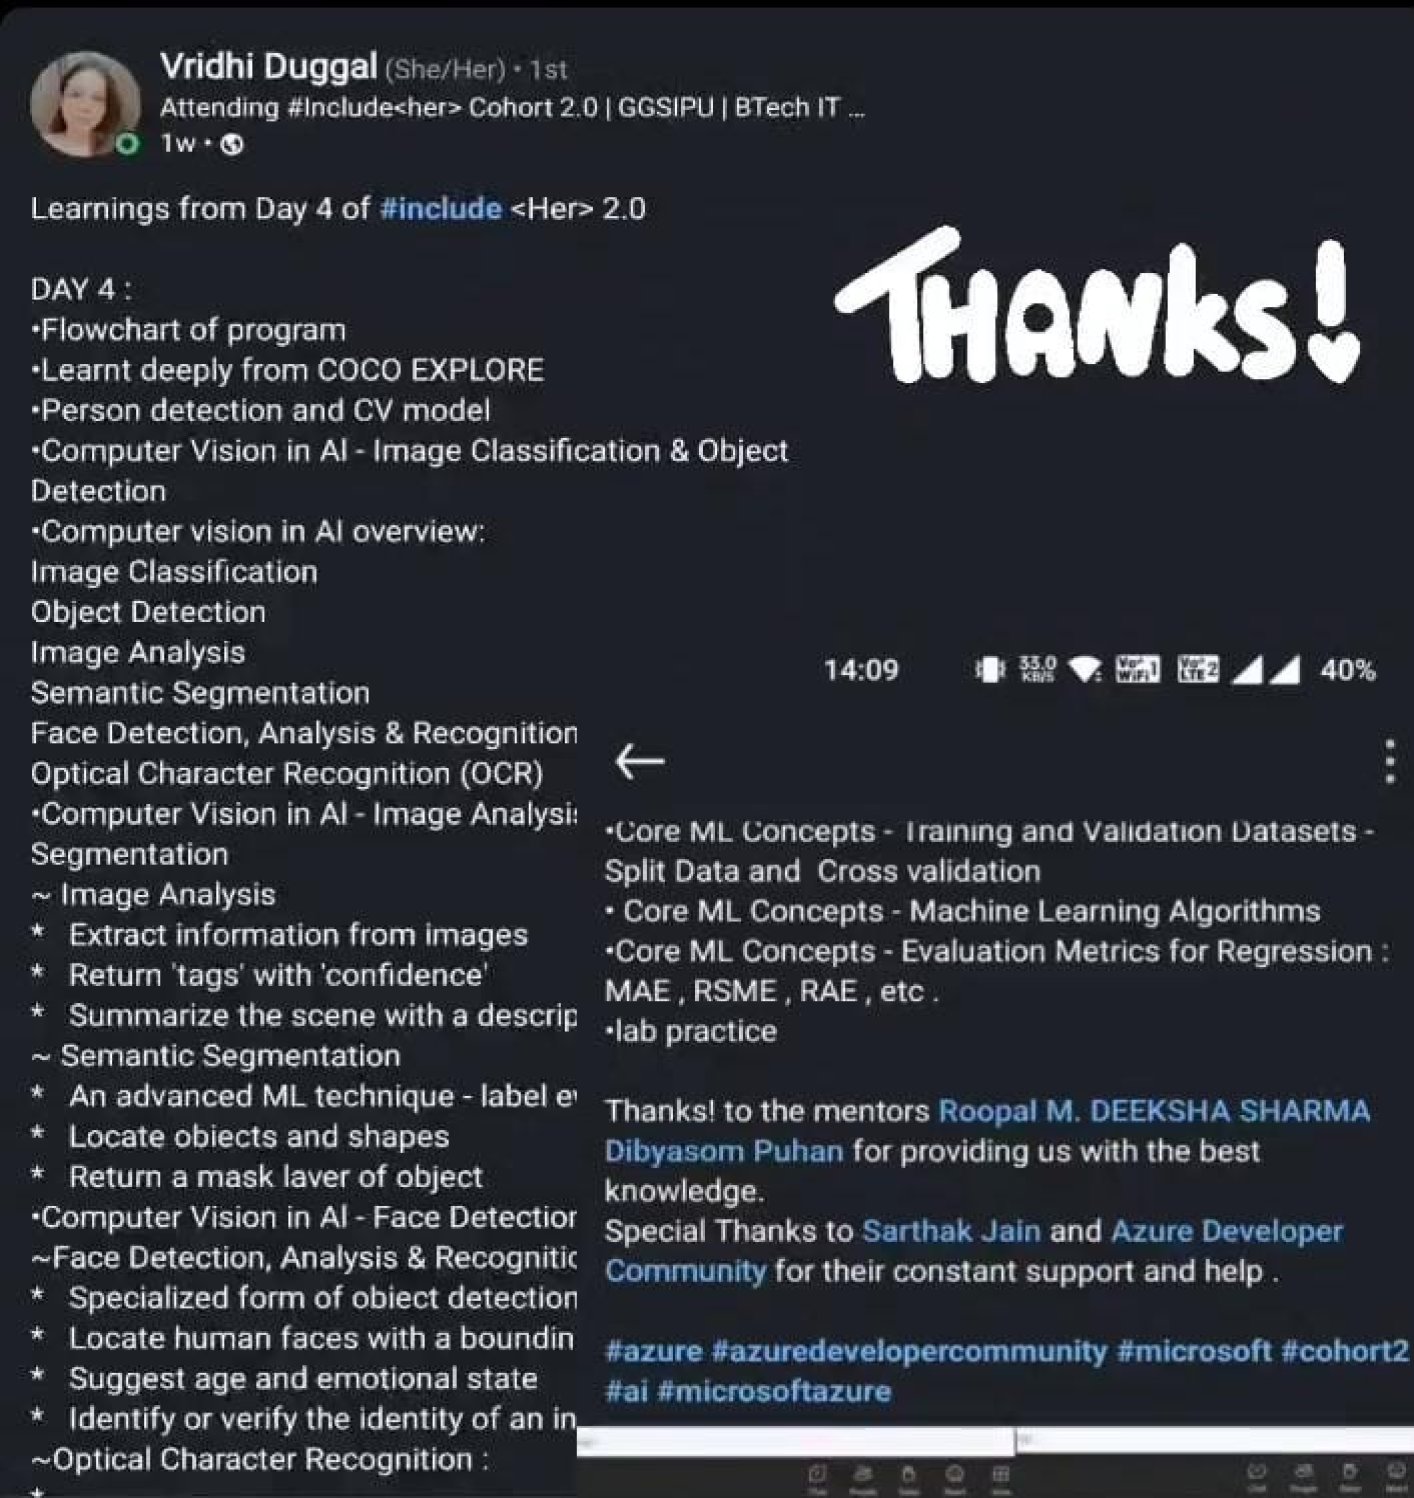 Vridhi Duggal (She/Her) • 1st
Attending #Include<her> Cohort 2.0 | GGSIPU | BTech IT ...
1w •
Learnings from Day 4 of #include <Her> 2.0
THANKS!
DAY 4 :
•Flowchart of program
•Learnt deeply from COCO EXPLORE
•Person detection and CV model
•Computer Vision in AI - Image Classification & Object
Detection
•Computer vision in AI overview:
Image Classification
Object Detection
Image Analysis
Semantic Segmentation
Face Detection, Analysis & Recognition
Optical Character Recognition (OCR)
•Computer Vision in AI - Image Analysis
Segmentation
~ Image Analysis
* Extract information from images
* Return 'tags' with 'confidence'
* Summarize the scene with a descrip
~ Semantic Segmentation
* An advanced ML technique - label ev
* Locate obiects and shapes
* Return a mask laver of object
•Computer Vision in AI - Face Detection
~Face Detection, Analysis & Recognitio
* Specialized form of obiect detection
* Locate human faces with a boundin
* Suggest age and emotional state
* Identify or verify the identity of an in
~Optical Character Recognition :
*
14:09 33.0 KB/S Vo WiFi 1 Vo LTE 2 40%
•Core ML Concepts - Training and Validation Datasets -
Split Data and Cross validation
• Core ML Concepts - Machine Learning Algorithms
•Core ML Concepts - Evaluation Metrics for Regression :
MAE , RSME , RAE , etc .
•lab practice
Thanks! to the mentors Roopal M. DEEKSHA SHARMA
Dibyasom Puhan for providing us with the best
knowledge.
Special Thanks to Sarthak Jain and Azure Developer
Community for their constant support and help .
#azure #azuredevelopercommunity #microsoft #cohort2
#ai #microsoftazure